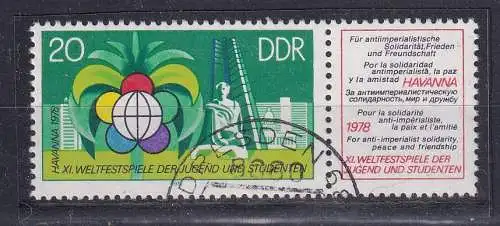 20
DDR
HAVANNA 1978
XI. WELTFESTSPIELE DER JUGEND UND STUDENTEN
DRESDEN
8060
Für antiimperialistische
Solidarität, Frieden
und Freundschaft
Por la solidaridad
antimperialista, la paz
y la amistad HAVANNA
За антиимпериалистическую
солидарность, мир и дружбу
Pour la solidarité
1978 anti-impérialiste,
la paix et l'amitié
For anti-imperialist solidarity,
peace and friendship
XI. WELTFESTSPIELE DER
JUGEND UND STUDENTEN